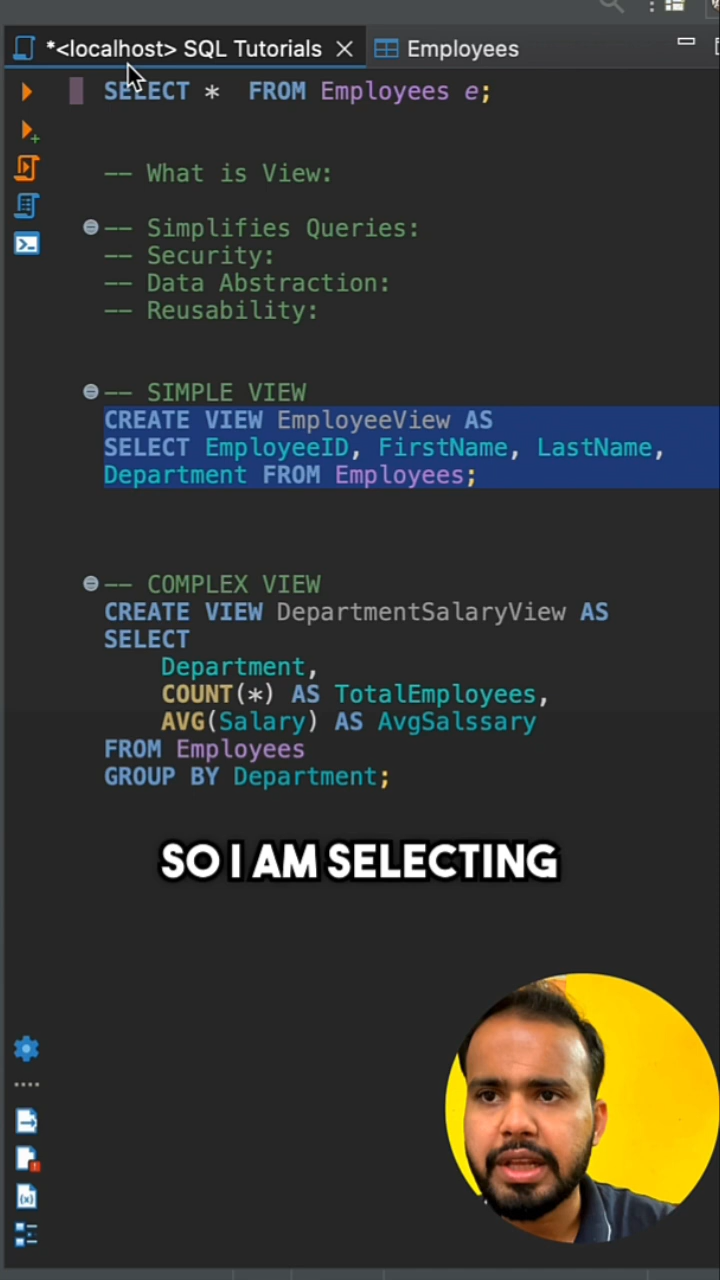 *<localhost> SQL Tutorials
Employees
SELECT * FROM Employees e;
-- What is View:
-- Simplifies Queries:
-- Security:
-- Data Abstraction:
-- Reusability:
-- SIMPLE VIEW
CREATE VIEW EmployeeView AS
SELECT EmployeeID, FirstName, LastName,
Department FROM Employees;
-- COMPLEX VIEW
CREATE VIEW DepartmentSalaryView AS
SELECT
Department,
COUNT(*) AS TotalEmployees,
AVG(Salary) AS AvgSalssary
FROM Employees
GROUP BY Department;
SO I AM SELECTING